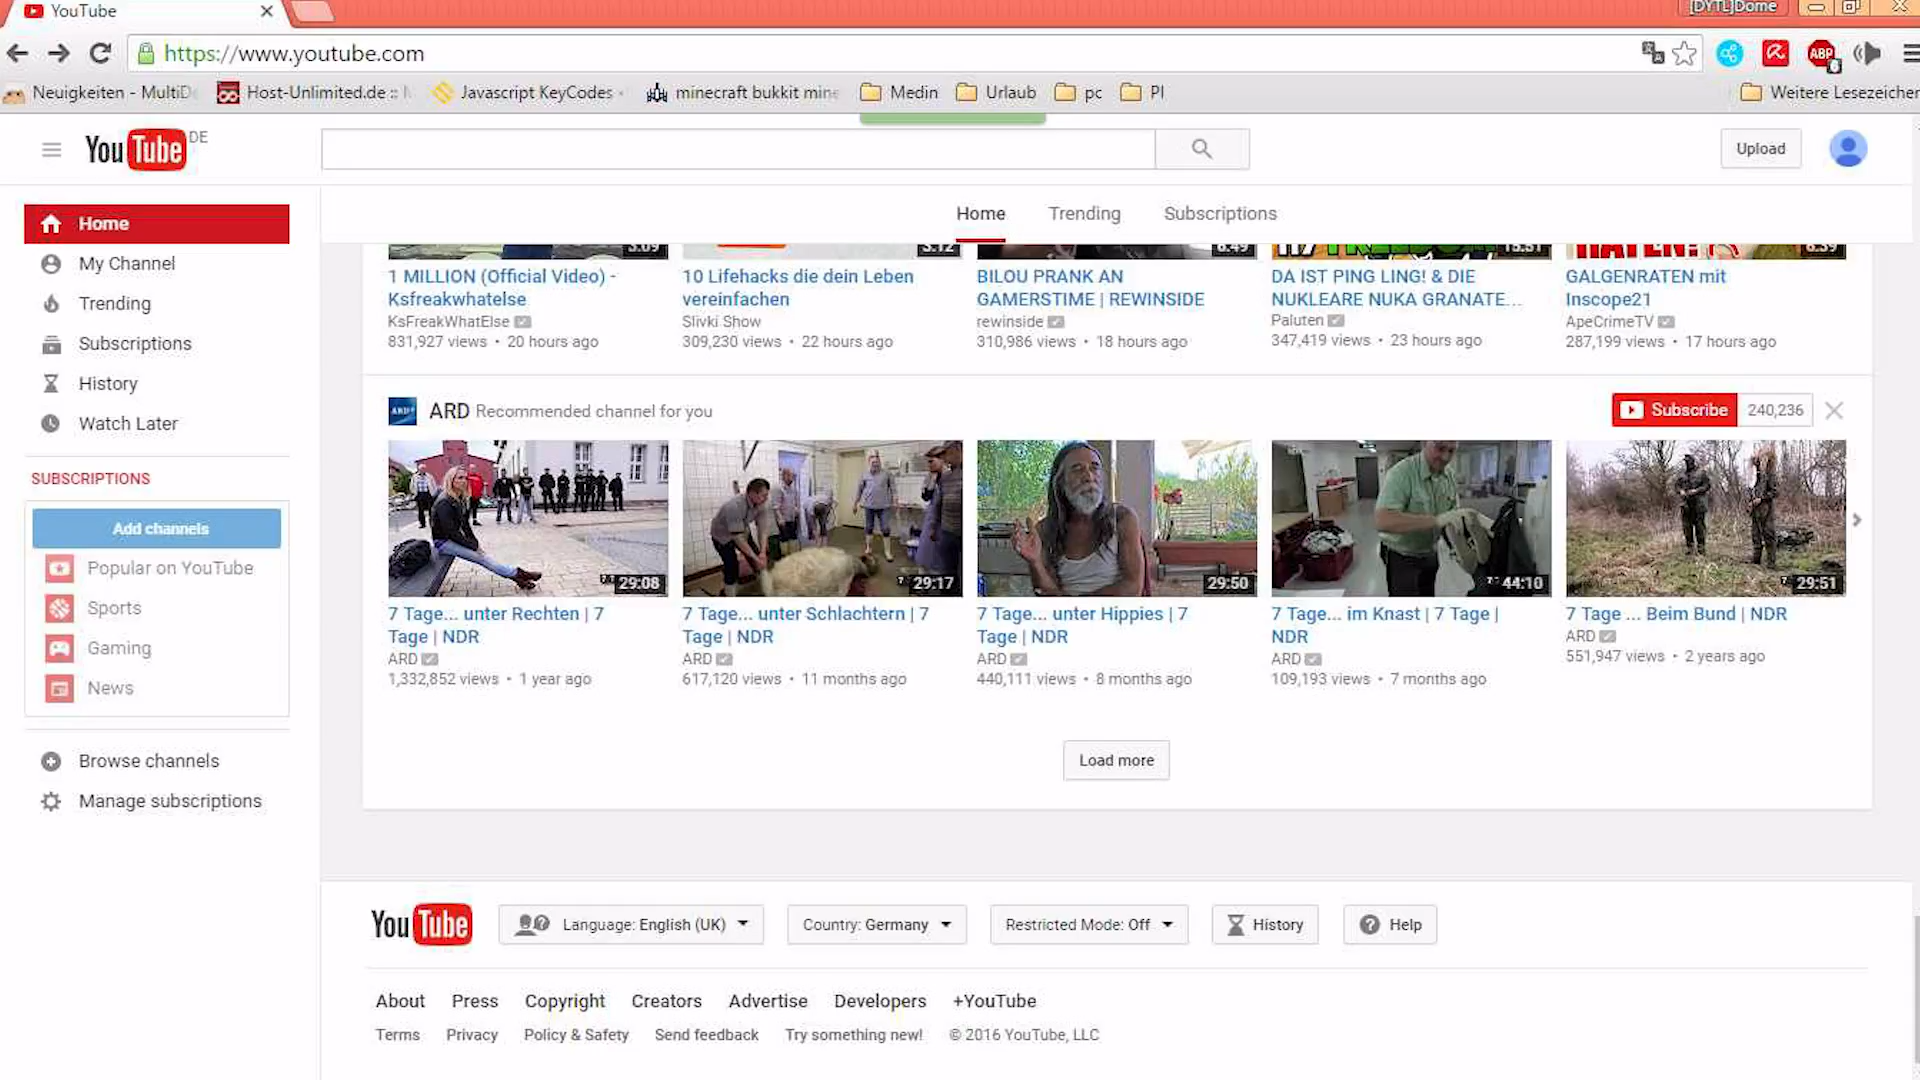 YouTube
[DYTL]Dome
https://www.youtube.com
ABP
Neuigkeiten - MultiDe
Host-Unlimited.de ::
Javascript KeyCodes
minecraft bukkit mine
Medin
Urlaub
pc
PI
Weitere Lesezeichen
YouTube DE
Upload
Home
Trending
Subscriptions
Home
My Channel
Trending
Subscriptions
History
Watch Later
SUBSCRIPTIONS
Add channels
Popular on YouTube
Sports
Gaming
News
Browse channels
Manage subscriptions
3:09
1 MILLION (Official Video) -
Ksfreakwhatelse
KsFreakWhatElse
831,927 views • 20 hours ago
3:12
10 Lifehacks die dein Leben
vereinfachen
Slivki Show
309,230 views • 22 hours ago
8:49
BILOU PRANK AN
GAMERSTIME | REWINSIDE
rewinside
310,986 views • 18 hours ago
DA IST PING LING! & DIE
NUKLEARE NUKA GRANATE...
Paluten
347,419 views • 23 hours ago
GALGENRATEN mit
Inscope21
ApeCrimeTV
287,199 views • 17 hours ago
ARD Recommended channel for you
Subscribe 240,236
29:08
7 Tage... unter Rechten | 7
Tage | NDR
ARD
1,332,852 views • 1 year ago
29:17
7 Tage... unter Schlachtern | 7
Tage | NDR
ARD
617,120 views • 11 months ago
29:50
7 Tage... unter Hippies | 7
Tage | NDR
ARD
440,111 views • 8 months ago
44:10
7 Tage... im Knast | 7 Tage |
NDR
ARD
109,193 views • 7 months ago
29:51
7 Tage ... Beim Bund | NDR
ARD
551,947 views • 2 years ago
Load more
YouTube
Language: English (UK)
Country: Germany
Restricted Mode: Off
History
Help
About Press Copyright Creators Advertise Developers +YouTube
Terms Privacy Policy & Safety Send feedback Try something new! © 2016 YouTube, LLC